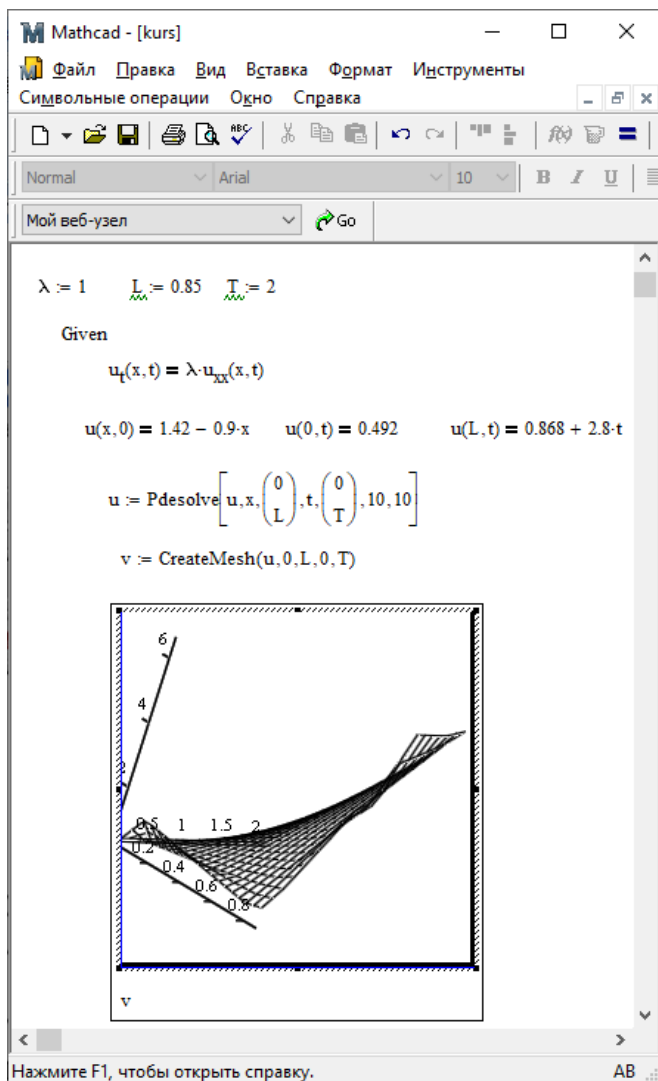 Mathcad - [kurs]
Файл Правка Вид Вставка Формат Инструменты
Символьные операции Окно Справка
ABC f(x)
Normal Arial 10 B I U
Мой веб-узел Go
λ := 1 L := 0.85 T := 2
Given
u_t(x,t) = λ·u_xx(x,t)
u(x,0) = 1.42 − 0.9·x u(0,t) = 0.492 u(L,t) = 0.868 + 2.8·t
u := Pdesolve[u,x,(0 L),t,(0 T),10,10]
v := CreateMesh(u,0,L,0,T)
6
4
2
0.5 1 1.5 2
0.2
0.4
0.6
0.8
v
Нажмите F1, чтобы открыть справку. AB